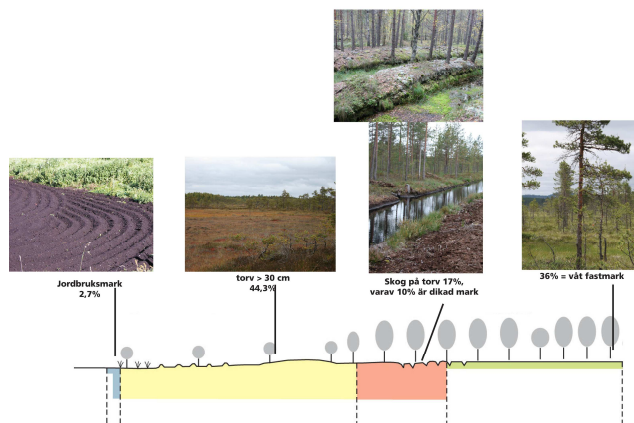 Jordbruksmark
2,7%
torv > 30 cm
44,3%
Skog på torv 17%,
varav 10% är dikad mark
36% = våt fastmark